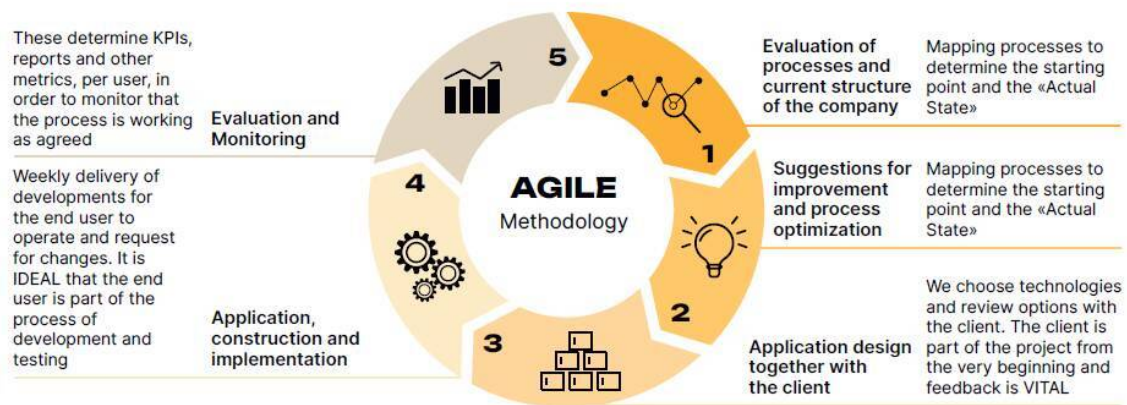 These determine KPIs,
reports and other
metrics, per user, in
order to monitor that
the process is working
as agreed
Evaluation and
Monitoring
5
Evaluation of
processes and
current structure
of the company
Mapping processes to
determine the starting
point and the «Actual
State»
1
Weekly delivery of
developments for
the end user to
operate and request
for changes. It is
IDEAL that the end
user is part of the
process of
development and
testing
Application,
construction and
implementation
4
AGILE
Methodology
Suggestions for
improvement
and process
optimization
Mapping processes to
determine the starting
point and the «Actual
State»
2
3
Application design
together with
the client
We choose technologies
and review options with
the client. The client is
part of the project from
the very beginning and
feedback is VITAL